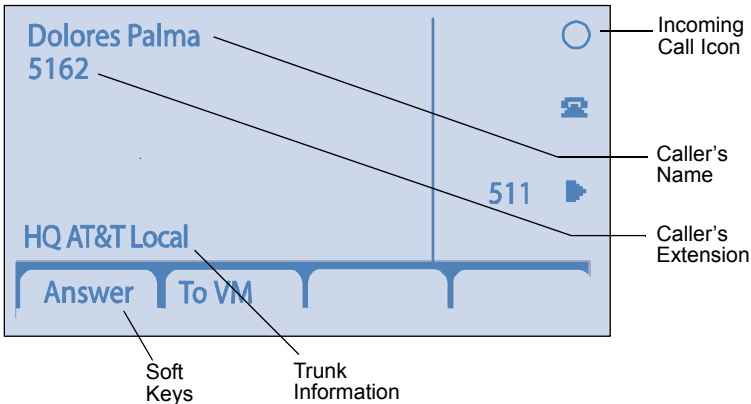 Dolores Palma
5162
511
HQ AT&T Local
Answer
To VM
Incoming
Call Icon
Caller's
Name
Caller's
Extension
Soft
Keys
Trunk
Information